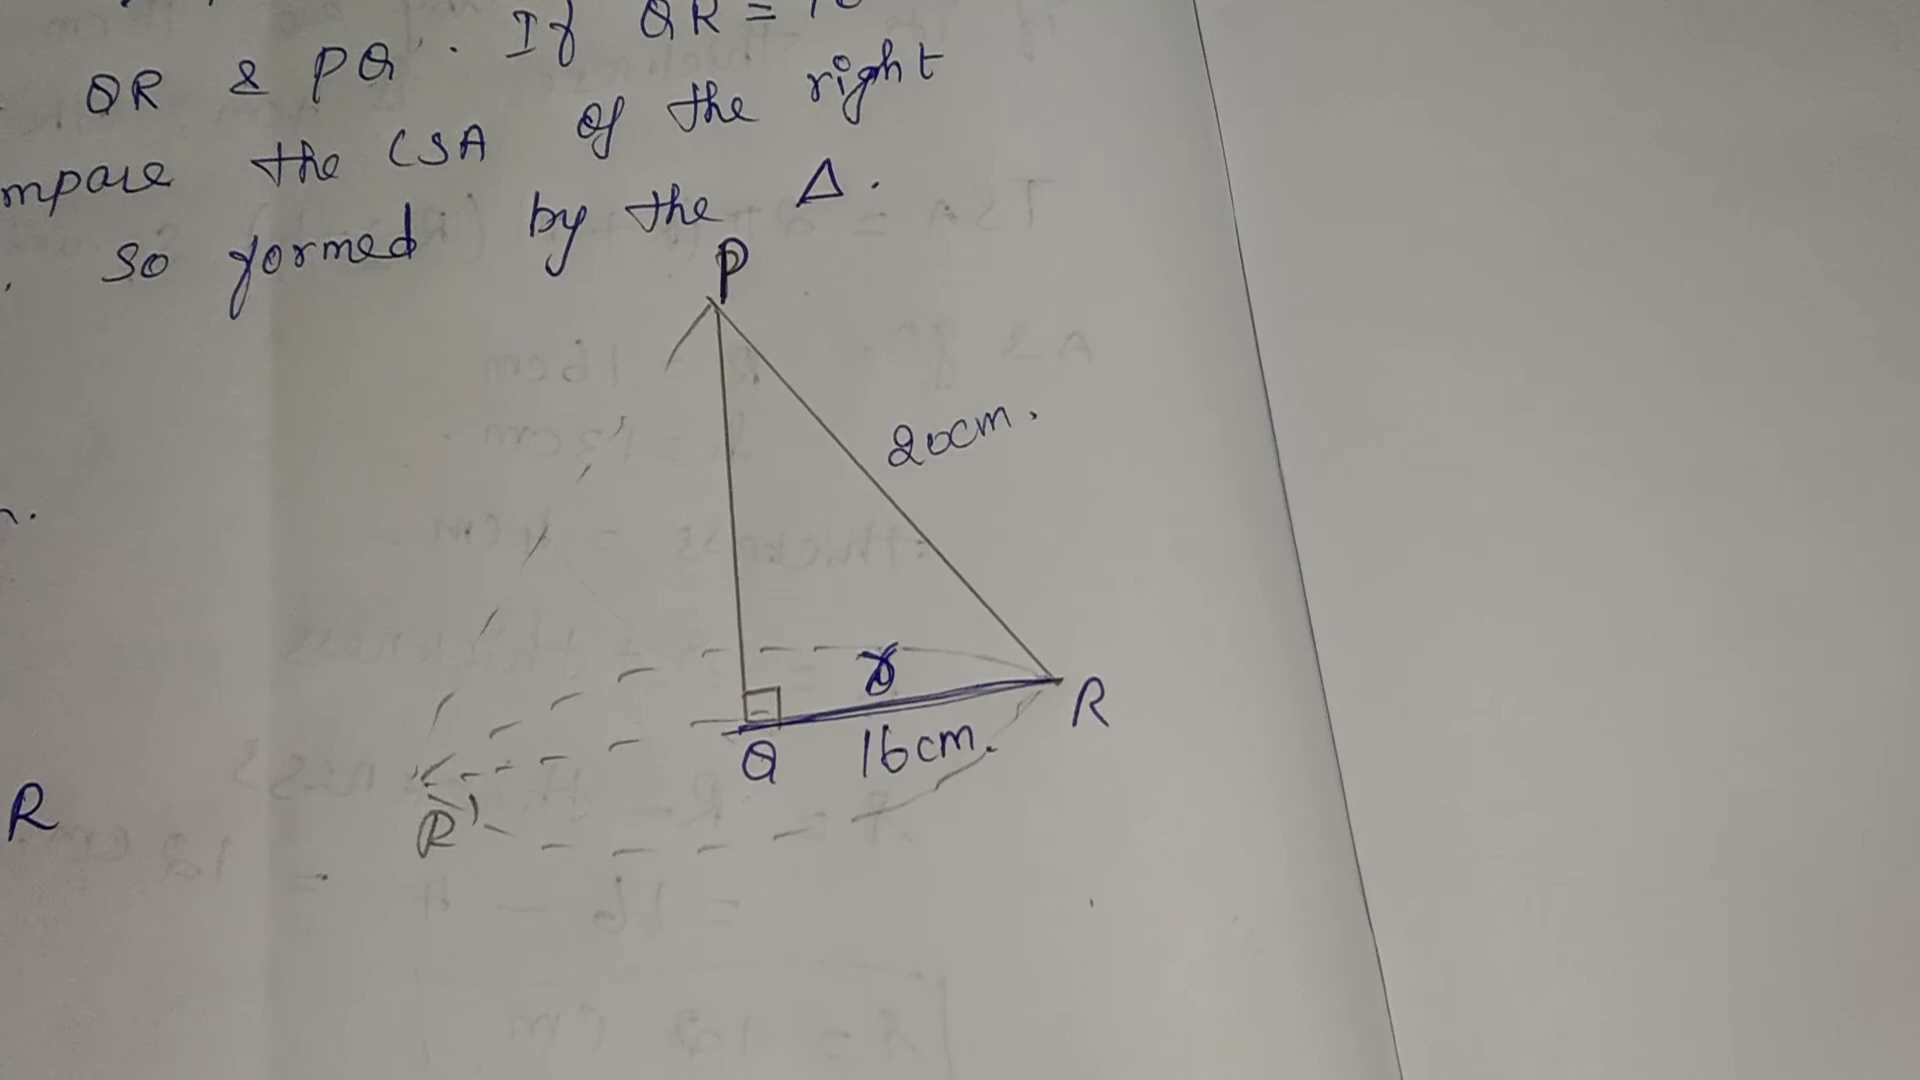 QR & PQ. If QR =
mpare the CSA of the right
so formed by the Δ.
P
20cm.
r
Q 16cm. R
R'
R